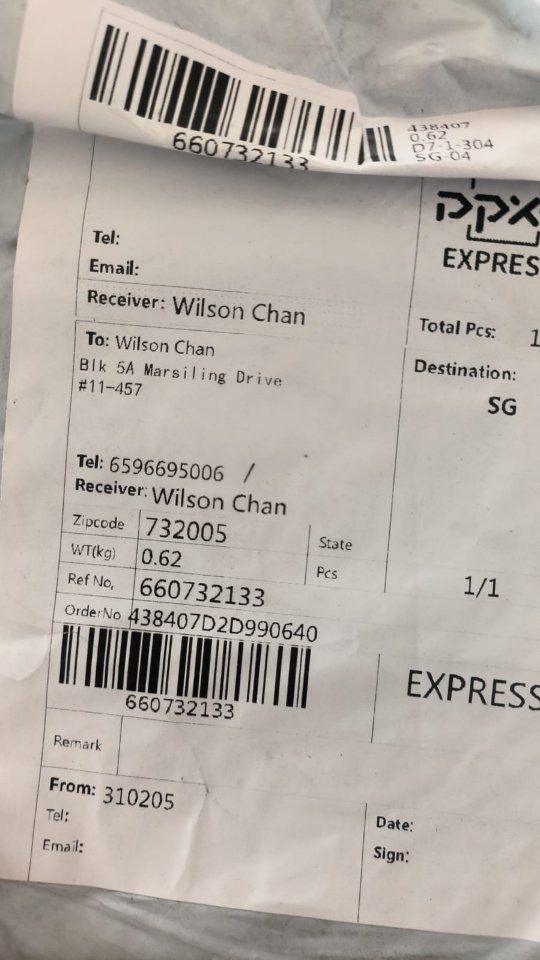 660732133
438407
0.62
D7-1-304
SG-04
ppx
EXPRES
Tel:
Email:
Receiver: Wilson Chan
Total Pcs: 1
To: Wilson Chan
Blk 5A Marsiling Drive
#11-457
Destination:
SG
Tel: 6596695006 /
Receiver: Wilson Chan
Zipcode 732005 State
WT(kg) 0.62 Pcs 1/1
Ref No, 660732133
OrderNo 438407D2D990640
660732133
EXPRESS
Remark
From: 310205
Tel:
Email:
Date:
Sign: